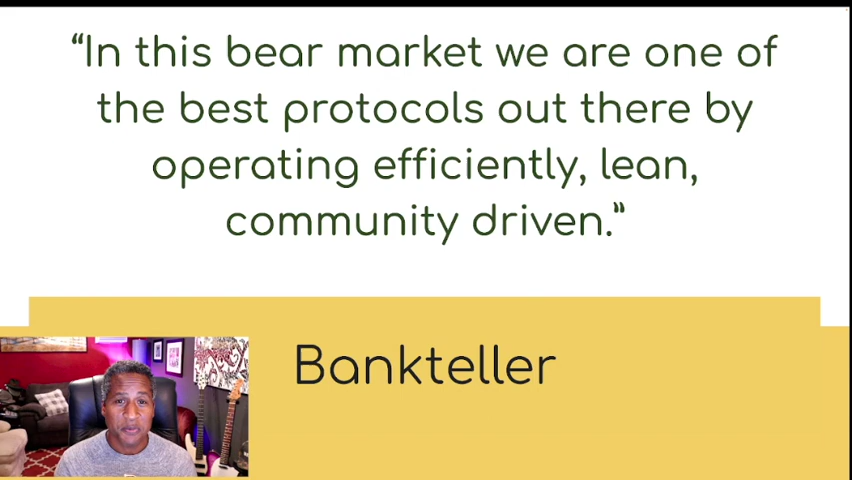 “In this bear market we are one of
the best protocols out there by
operating efficiently, lean,
community driven.”
Bankteller